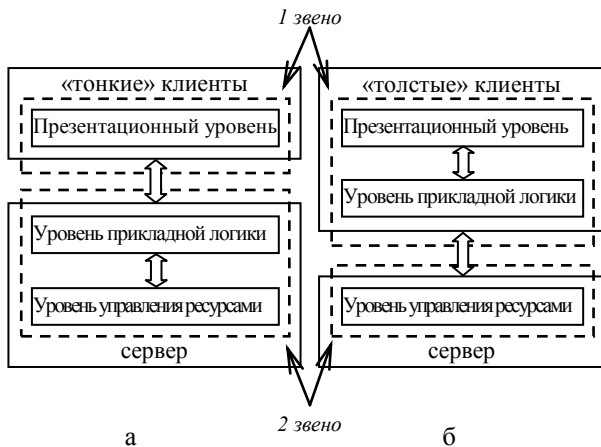 1 звено
«тонкие» клиенты
Презентационный уровень
Уровень прикладной логики
Уровень управления ресурсами
сервер
«толстые» клиенты
Презентационный уровень
Уровень прикладной логики
Уровень управления ресурсами
сервер
2 звено
а
б